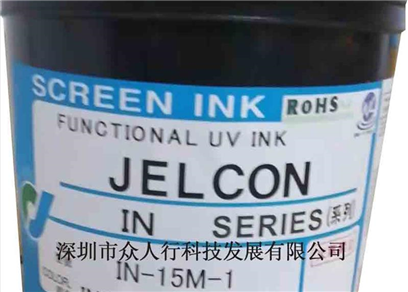 SCREEN INK RoHS
FUNCTIONAL UV INK
JELCON
IN SERIES(系列)
深圳市众人行科技发展有限公司
IN-15M-1
COLOR